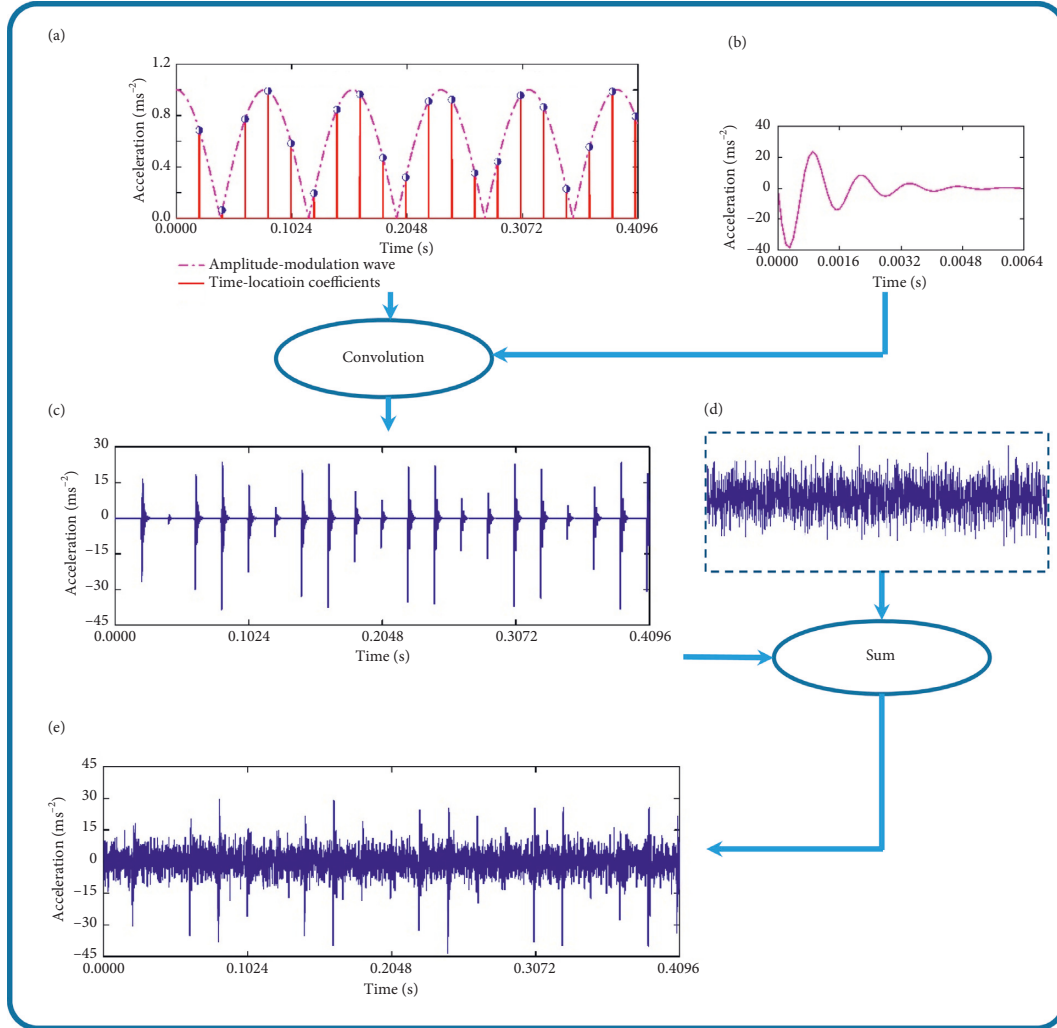 (a)
1.2
0.8
0.4
0.0
Acceleration (ms⁻²)
0.0000 0.1024 0.2048 0.3072 0.4096
Time (s)
Amplitude-modulation wave
Time-locatioin coefficients
(b)
40
20
0
−20
−40
Acceleration (ms⁻²)
0.0000 0.0016 0.0032 0.0048 0.0064
Time (s)
Convolution
(c)
30
15
0
−15
−30
−45
Acceleration (ms⁻²)
0.0000 0.1024 0.2048 0.3072 0.4096
Time (s)
(d)
Sum
(e)
45
30
15
0
−15
−30
−45
Acceleration (ms⁻²)
0.0000 0.1024 0.2048 0.3072 0.4096
Time (s)